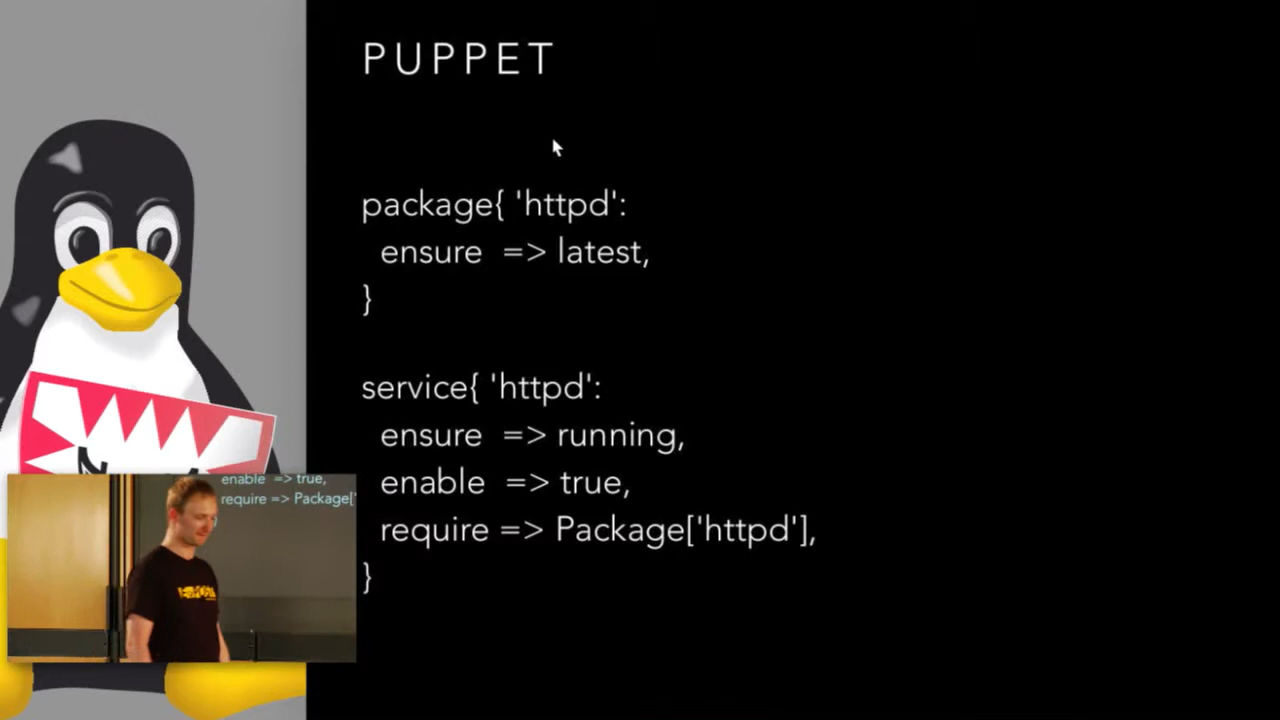 PUPPET
package{ 'httpd':
ensure => latest,
}
service{ 'httpd':
ensure => running,
enable => true,
require => Package['httpd'],
}
enable => true,
require => Package['